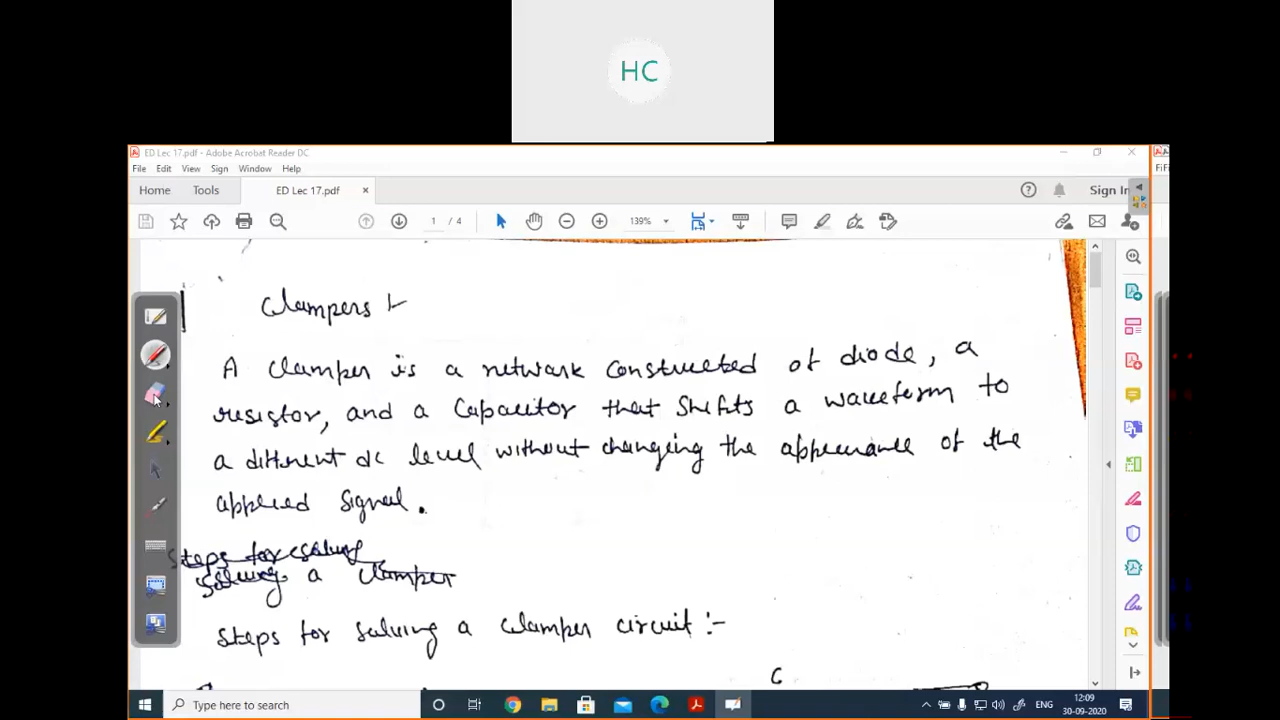 HC
ED Lec 17.pdf - Adobe Acrobat Reader DC
File Edit View Sign Window Help
Home Tools ED Lec 17.pdf × Sign In
1 / 4 139%
FiFi
Clampers :-
A clamper is a network constructed of diode, a
resistor, and a capacitor that shifts a waveform to
a different dc level without changing the appearance of the
applied signal.
Steps for solving
solving a clamper
Steps for solving a clamper circuit :-
C
Type here to search
ENG
12:09
30-09-2020